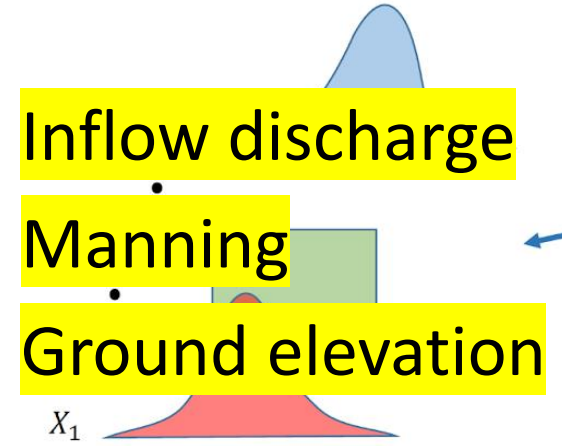 Inflow discharge
Manning
Ground elevation
X₁